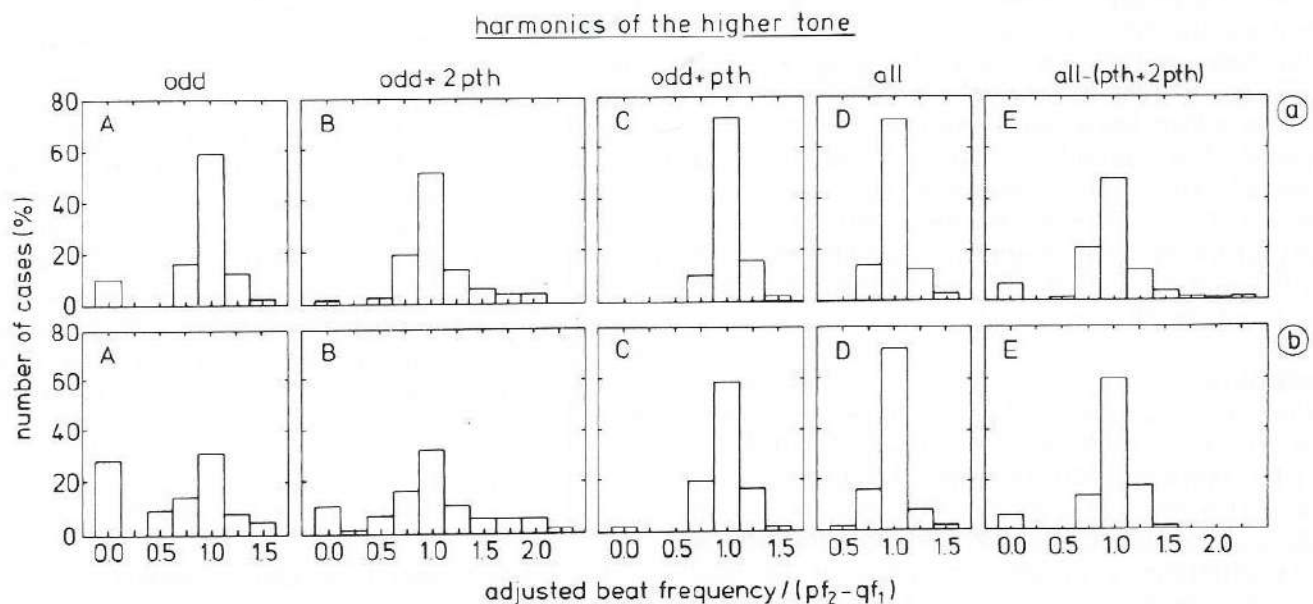 harmonics of the higher tone
odd odd+ 2 pth odd+pth all all-(pth+2pth)
80 A B C D E a
60
40
20
0
80 A B C D E b
60
40
20
0
0.0 0.5 1.0 1.5 0.0 0.5 1.0 1.5 2.0 0.0 0.5 1.0 1.5 0.5 1.0 1.5 0.0 0.5 1.0 1.5 2.0
number of cases (%)
adjusted beat frequency/(pf₂-qf₁)